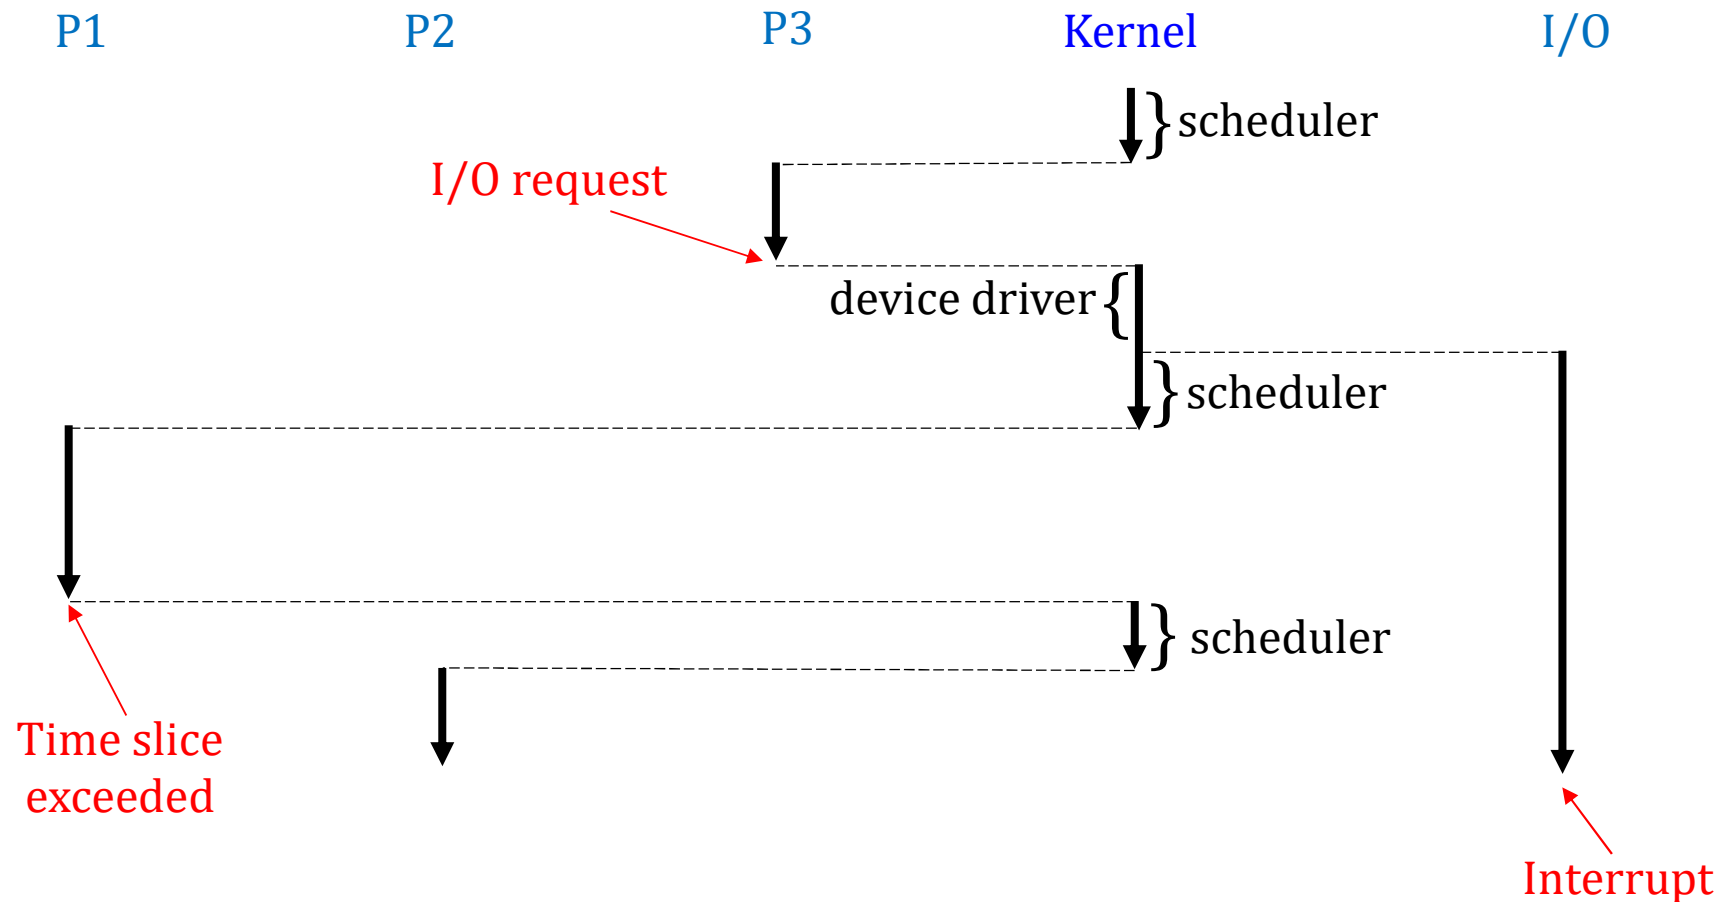 P1 P2 P3 Kernel I/O
scheduler
I/O request
device driver
scheduler
scheduler
Time slice
exceeded
Interrupt